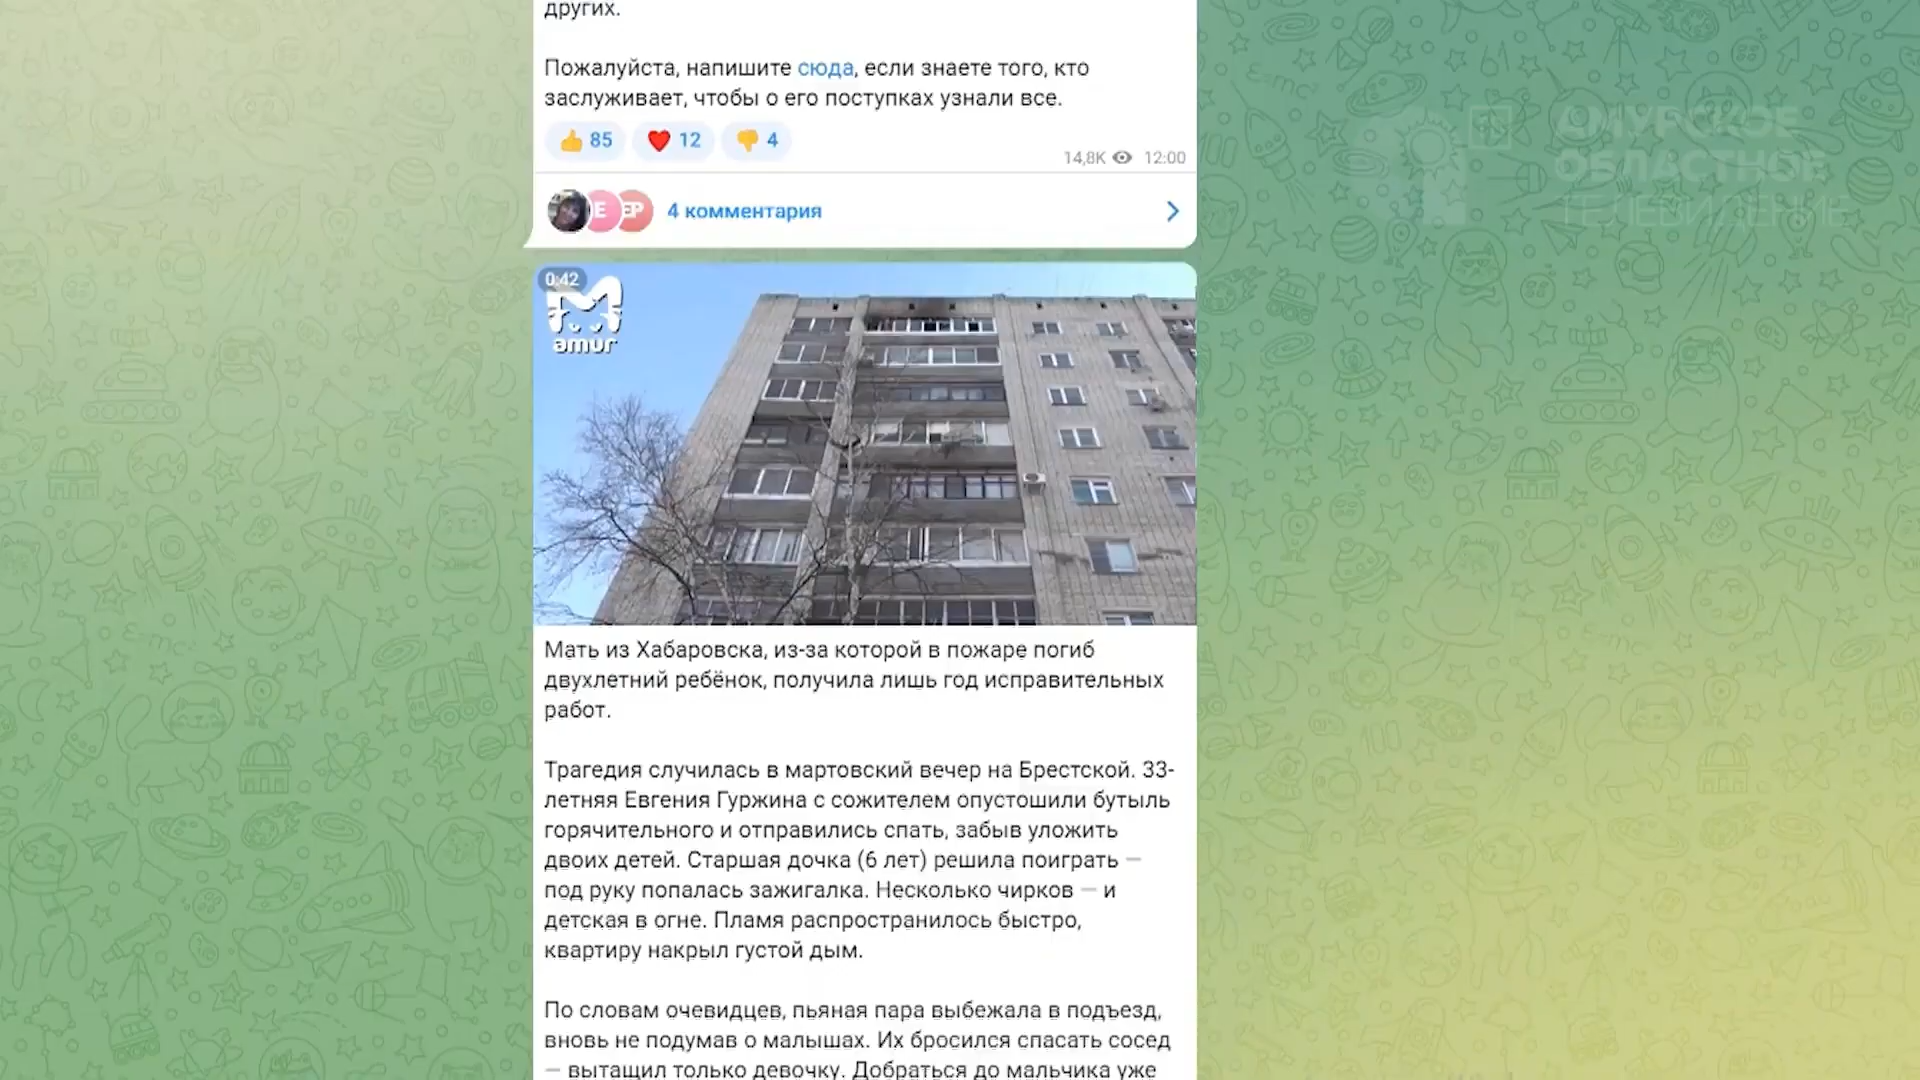 других.
Пожалуйста, напишите сюда, если знаете того, кто
заслуживает, чтобы о его поступках узнали все.
85
12
4
14,8K 12:00
E
EP
4 комментария
0:42
amur
АМУРСКОЕ
ОБЛАСТНОЕ
ТЕЛЕВИДЕНИЕ
Мать из Хабаровска, из-за которой в пожаре погиб
двухлетний ребёнок, получила лишь год исправительных
работ.
Трагедия случилась в мартовский вечер на Брестской. 33-
летняя Евгения Гуржина с сожителем опустошили бутыль
горячительного и отправились спать, забыв уложить
двоих детей. Старшая дочка (6 лет) решила поиграть —
под руку попалась зажигалка. Несколько чирков — и
детская в огне. Пламя распространилось быстро,
квартиру накрыл густой дым.
По словам очевидцев, пьяная пара выбежала в подъезд,
вновь не подумав о малышах. Их бросился спасать сосед
— вытащил только девочку. Добраться до мальчика уже